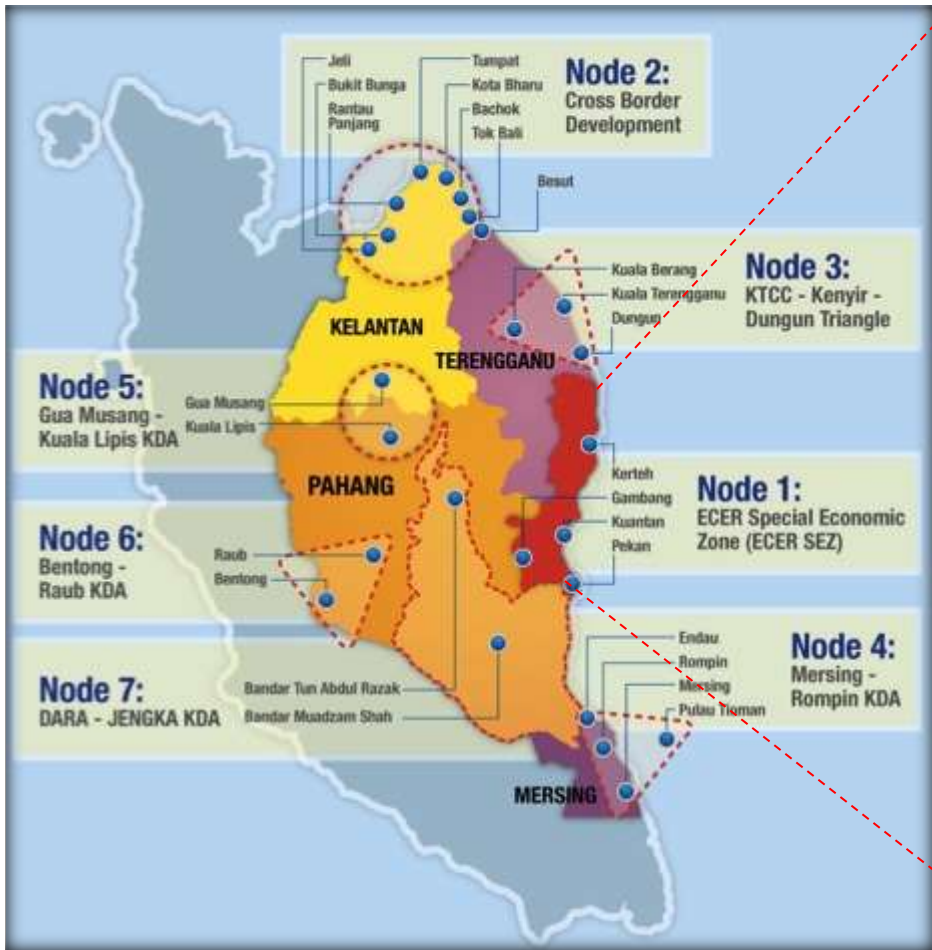 Jeli
Bukit Bunga
Rantau
Panjang
Tumpat
Kota Bharu
Bachok
Tok Bali
Besut
Node 2:
Cross Border
Development
Kuala Berang
Kuala Terengganu
Dungug
Node 3:
KTCC - Kenyir -
Dungun Triangle
KELANTAN
TERENGGANU
Node 5:
Gua Musang -
Kuala Lipis KDA
Gua Musang
Kuala Lipis
PAHANG
Kerteh
Gambang
Kuantan
Pekan
Node 1:
ECER Special Economic
Zone (ECER SEZ)
Node 6:
Bentong -
Raub KDA
Raub
Bentong
Endau
Rompin
Mersing
Pulau Tioman
Node 4:
Mersing -
Rompin KDA
Node 7:
DARA - JENGKA KDA
Bandar Tun Abdul Razak
Bandar Muadzam Shah
MERSING